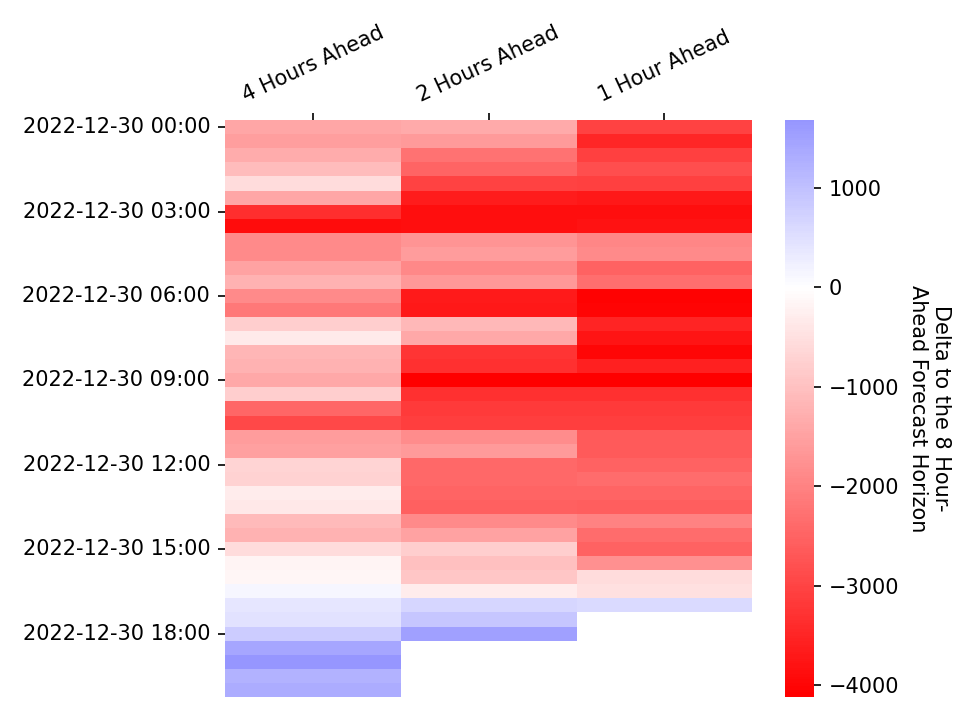 4 Hours Ahead
2 Hours Ahead
1 Hour Ahead
2022-12-30 00:00
2022-12-30 03:00
2022-12-30 06:00
2022-12-30 09:00
2022-12-30 12:00
2022-12-30 15:00
2022-12-30 18:00
1000
0
−1000
−2000
−3000
−4000
Delta to the 8 Hour-
Ahead Forecast Horizon